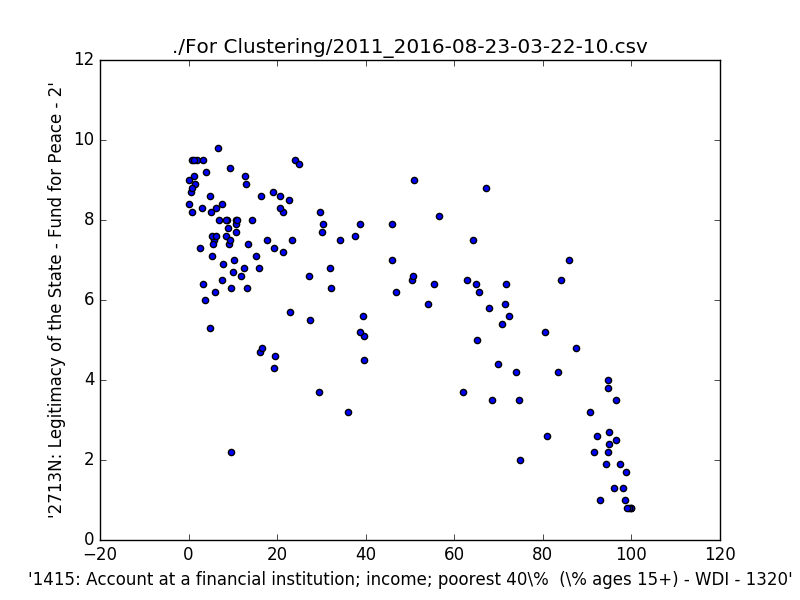 ./For Clustering/2011_2016-08-23-03-22-10.csv
12
10
8
6
4
2
0
'2713N: Legitimacy of the State - Fund for Peace - 2'
−20 0 20 40 60 80 100 120
'1415: Account at a financial institution; income; poorest 40\%  (\% ages 15+) - WDI - 1320'